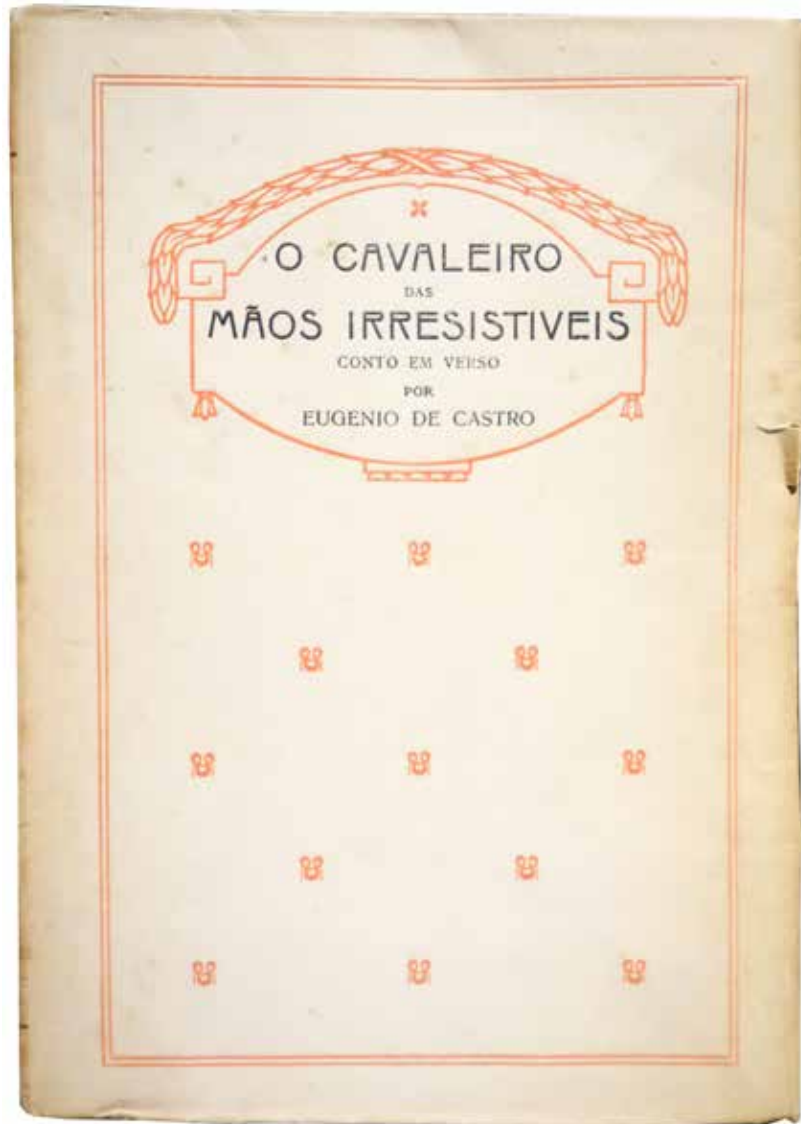 O CAVALEIRO
DAS
MÃOS IRRESISTIVEIS
CONTO EM VERSO
POR
EUGENIO DE CASTRO